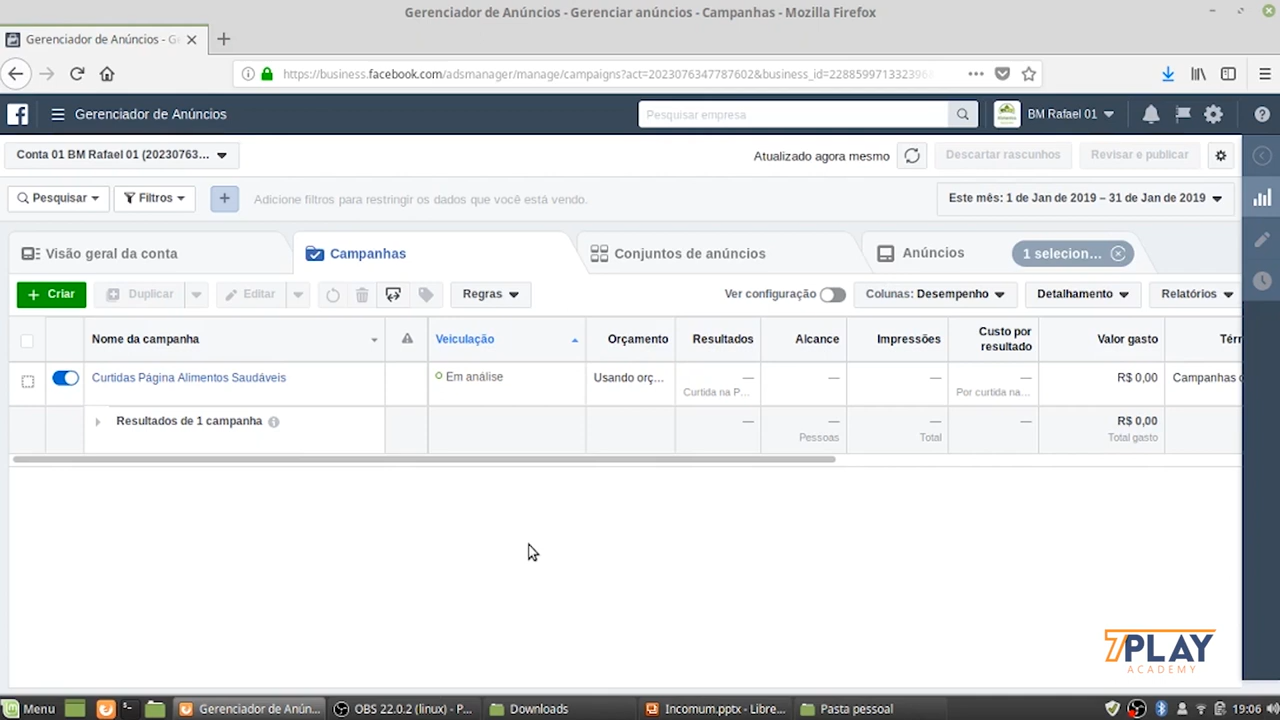 Gerenciador de Anúncios - Gerenciar anúncios - Campanhas - Mozilla Firefox
Gerenciador de Anúncios - G
https://business.facebook.com/adsmanager/manage/campaigns?act=2023076347787602&business_id=228859971332396
Gerenciador de Anúncios
Pesquisar empresa
BM Rafael 01
Conta 01 BM Rafael 01 (20230763...
Atualizado agora mesmo
Descartar rascunhos
Revisar e publicar
Pesquisar
Filtros
Adicione filtros para restringir os dados que você está vendo.
Este mês: 1 de Jan de 2019 – 31 de Jan de 2019
Visão geral da conta
Campanhas
Conjuntos de anúncios
Anúncios
1 selecion...
+ Criar
Duplicar
Editar
Regras
Ver configuração
Colunas: Desempenho
Detalhamento
Relatórios
Nome da campanha
Veiculação
Orçamento
Resultados
Alcance
Impressões
Custo por
resultado
Valor gasto
Térr
Curtidas Página Alimentos Saudáveis
Em análise
Usando orç...
—
Curtida na P...
—
—
—
Por curtida na...
R$ 0,00
Campanhas c
Resultados de 1 campanha
—
—
Pessoas
—
Total
—
R$ 0,00
Total gasto
7PLAY
ACADEMY
Menu
Gerenciador de Anún...
OBS 22.0.2 (linux) - P...
Downloads
Incomum.pptx - Libre...
Pasta pessoal
19:06